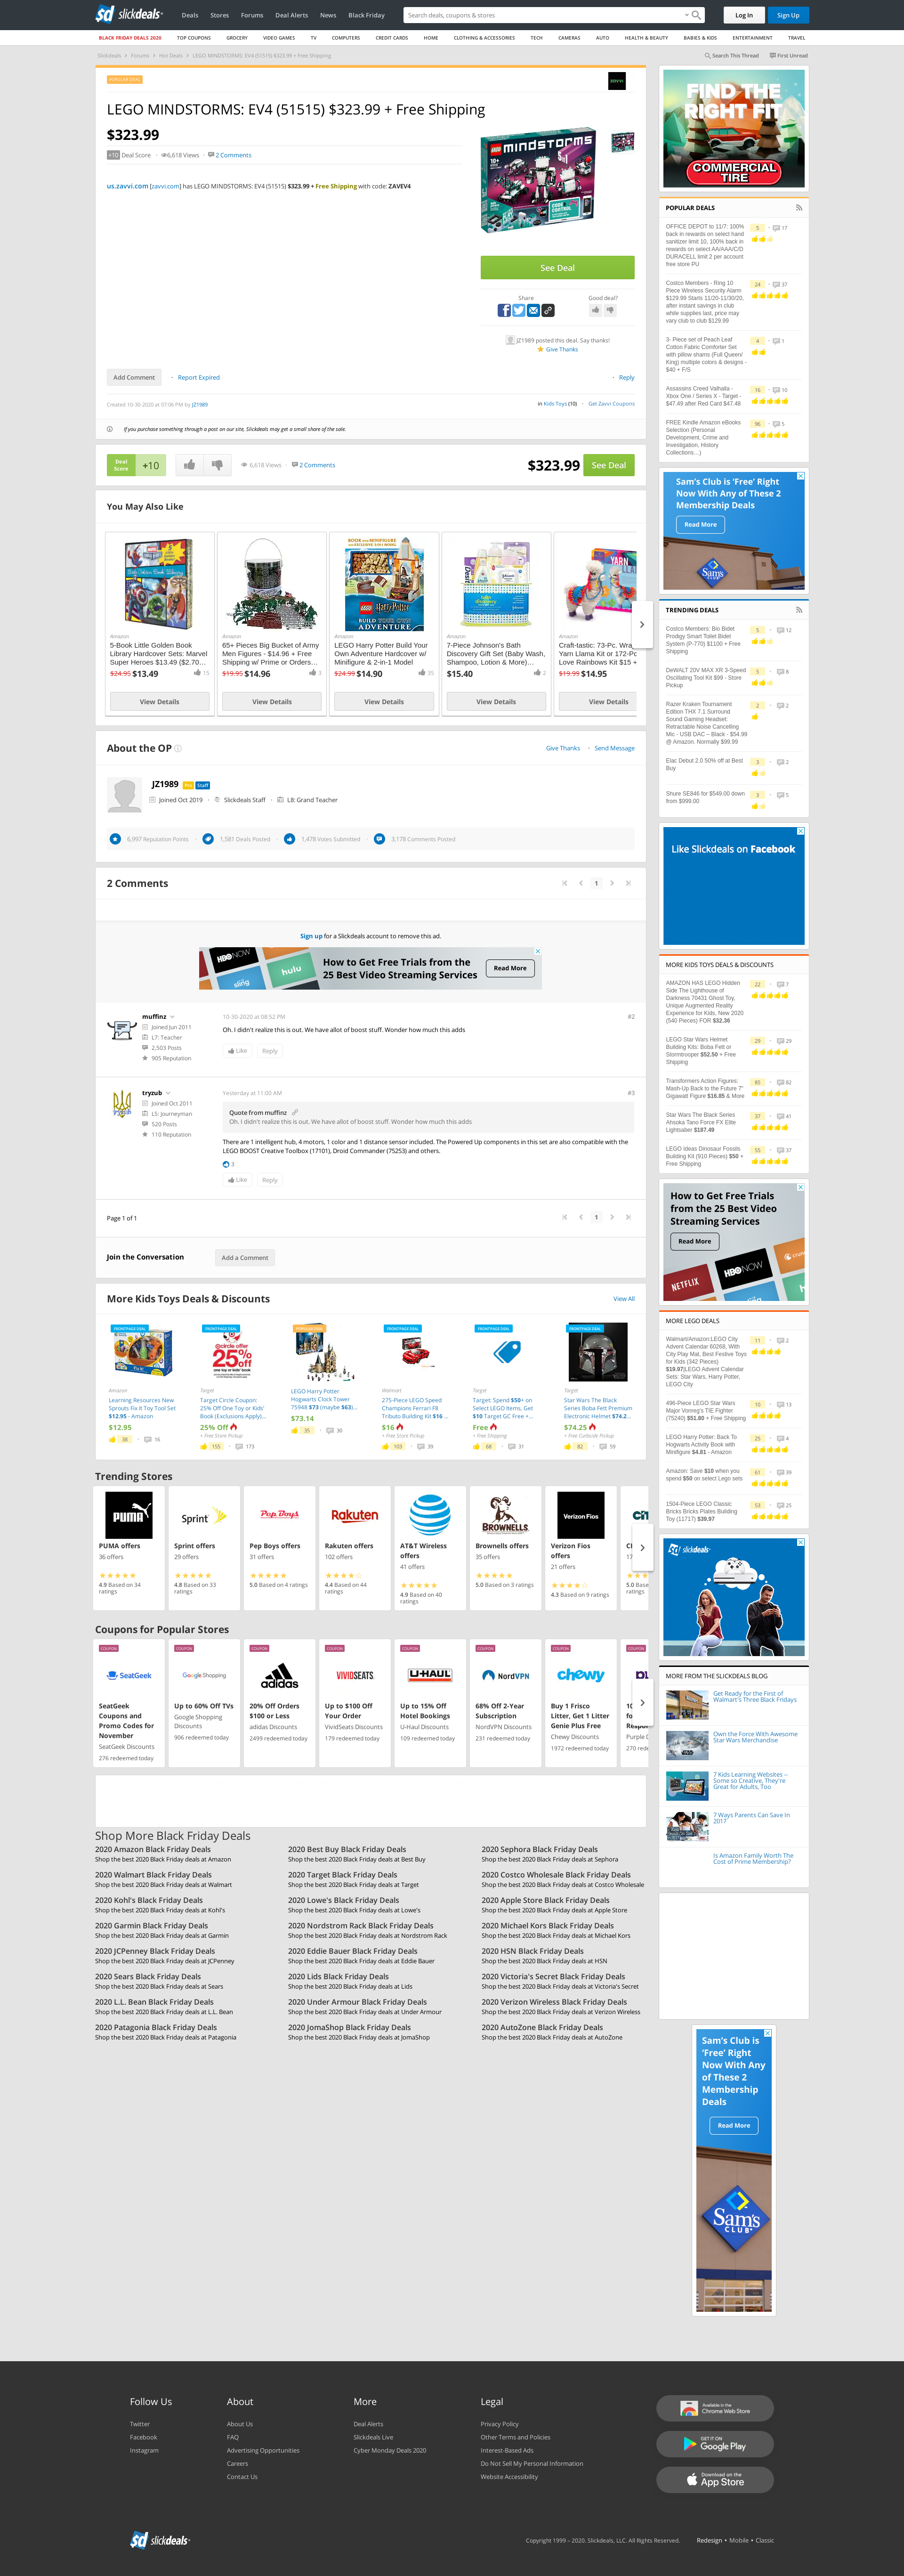 slickdeals
Deals Stores Forums Deal Alerts News Black Friday
Search deals, coupons & stores
Log In Sign Up
BLACK FRIDAY DEALS 2020 TOP COUPONS GROCERY VIDEO GAMES TV COMPUTERS CREDIT CARDS HOME CLOTHING & ACCESSORIES TECH CAMERAS AUTO HEALTH & BEAUTY BABIES & KIDS ENTERTAINMENT TRAVEL
Slickdeals > Forums > Hot Deals > LEGO MINDSTORMS: EV4 (51515) $323.99 + Free Shipping
Search This Thread First Unread
POPULAR DEAL
LEGO MINDSTORMS: EV4 (51515) $323.99 + Free Shipping
$323.99
+10 Deal Score 6,618 Views 2 Comments
us.zavvi.com [zavvi.com] has LEGO MINDSTORMS: EV4 (51515) $323.99 + Free Shipping with code: ZAVEV4
See Deal
Share Good deal?
JZ1989 posted this deal. Say thanks!
Give Thanks
Add Comment Report Expired Reply
Created 10-30-2020 at 07:06 PM by JZ1989
in Kids Toys (10) Get Zavvi Coupons
If you purchase something through a post on our site, Slickdeals may get a small share of the sale.
Deal Score +10 6,618 Views 2 Comments $323.99 See Deal
You May Also Like
Amazon
5-Book Little Golden Book Library Hardcover Sets: Marvel Super Heroes $13.49 ($2.70...
$24.95 $13.49 15
View Details
Amazon
65+ Pieces Big Bucket of Army Men Figures - $14.96 + Free Shipping w/ Prime or Orders...
$19.95 $14.96 3
View Details
Amazon
LEGO Harry Potter Build Your Own Adventure Hardcover w/ Minifigure & 2-in-1 Model
$24.99 $14.90 35
View Details
Amazon
7-Piece Johnson's Bath Discovery Gift Set (Baby Wash, Shampoo, Lotion & More)...
$15.40 2
View Details
Amazon
$19.99 $14.95
View Details
About the OP
Give Thanks Send Message
JZ1989 Pro Staff
Joined Oct 2019 Slickdeals Staff L8: Grand Teacher
6,997 Reputation Points 1,581 Deals Posted 1,478 Votes Submitted 3,178 Comments Posted
2 Comments
1
Sign up for a Slickdeals account to remove this ad.
How to Get Free Trials from the 25 Best Video Streaming Services
Read More
muffinz
Joined Jun 2011
L7: Teacher
2,503 Posts
905 Reputation
10-30-2020 at 08:52 PM #2
Oh. I didn't realize this is out. We have allot of boost stuff. Wonder how much this adds
Like Reply
tryzub
Joined Oct 2011
L5: Journeyman
520 Posts
110 Reputation
Yesterday at 11:00 AM #3
Quote from muffinz
Oh. I didn't realize this is out. We have allot of boost stuff. Wonder how much this adds
There are 1 intelligent hub, 4 motors, 1 color and 1 distance sensor included. The Powered Up components in this set are also compatible with the
LEGO BOOST Creative Toolbox (17101), Droid Commander (75253) and others.
3
Like Reply
Page 1 of 1
1
Join the Conversation Add a Comment
More Kids Toys Deals & Discounts
View All
FRONTPAGE DEAL
Amazon
Learning Resources New Sprouts Fix It Toy Tool Set $12.95 - Amazon
$12.95
38 16
FRONTPAGE DEAL
Target
Target Circle Coupon: 25% Off One Toy or Kids' Book (Exclusions Apply)...
25% Off
+ Free Store Pickup
155 173
POPULAR DEAL
LEGO Harry Potter Hogwarts Clock Tower 75948 $73 (maybe $63)...
$73.14
35 30
FRONTPAGE DEAL
Walmart
275-Piece LEGO Speed Champions Ferrari F8 Tributo Building Kit $16...
$16
+ Free Store Pickup
103 39
FRONTPAGE DEAL
Target
Target: Spend $50+ on Select LEGO Items, Get $10 Target GC Free +...
Free
+ Free Shipping
68 31
FRONTPAGE DEAL
Target
Star Wars The Black Series Boba Fett Premium Electronic Helmet $74.2...
$74.25
+ Free Curbside Pickup
82 59
Trending Stores
PUMA offers
36 offers
4.9 Based on 34 ratings
Sprint offers
29 offers
4.8 Based on 33 ratings
Pep Boys offers
31 offers
5.0 Based on 4 ratings
Rakuten offers
102 offers
4.4 Based on 44 ratings
AT&T Wireless offers
41 offers
4.9 Based on 40 ratings
Brownells offers
35 offers
5.0 Based on 3 ratings
Verizon Fios offers
21 offers
4.3 Based on 9 ratings
Coupons for Popular Stores
COUPON
SeatGeek Coupons and Promo Codes for November
SeatGeek Discounts
276 redeemed today
COUPON
Up to 60% Off TVs
Google Shopping Discounts
906 redeemed today
COUPON
20% Off Orders $100 or Less
adidas Discounts
2499 redeemed today
COUPON
Up to $100 Off Your Order
VividSeats Discounts
179 redeemed today
COUPON
Up to 15% Off Hotel Bookings
U-Haul Discounts
109 redeemed today
COUPON
68% Off 2-Year Subscription
NordVPN Discounts
231 redeemed today
COUPON
Buy 1 Frisco Litter, Get 1 Litter Genie Plus Free
Chewy Discounts
1972 redeemed today
Shop More Black Friday Deals
2020 Amazon Black Friday Deals
Shop the best 2020 Black Friday deals at Amazon
2020 Best Buy Black Friday Deals
Shop the best 2020 Black Friday deals at Best Buy
2020 Sephora Black Friday Deals
Shop the best 2020 Black Friday deals at Sephora
2020 Walmart Black Friday Deals
Shop the best 2020 Black Friday deals at Walmart
2020 Target Black Friday Deals
Shop the best 2020 Black Friday deals at Target
2020 Costco Wholesale Black Friday Deals
Shop the best 2020 Black Friday deals at Costco Wholesale
2020 Kohl's Black Friday Deals
Shop the best 2020 Black Friday deals at Kohl's
2020 Lowe's Black Friday Deals
Shop the best 2020 Black Friday deals at Lowe's
2020 Apple Store Black Friday Deals
Shop the best 2020 Black Friday deals at Apple Store
2020 Garmin Black Friday Deals
Shop the best 2020 Black Friday deals at Garmin
2020 Nordstrom Rack Black Friday Deals
Shop the best 2020 Black Friday deals at Nordstrom Rack
2020 Michael Kors Black Friday Deals
Shop the best 2020 Black Friday deals at Michael Kors
2020 JCPenney Black Friday Deals
Shop the best 2020 Black Friday deals at JCPenney
2020 Eddie Bauer Black Friday Deals
Shop the best 2020 Black Friday deals at Eddie Bauer
2020 HSN Black Friday Deals
Shop the best 2020 Black Friday deals at HSN
2020 Sears Black Friday Deals
Shop the best 2020 Black Friday deals at Sears
2020 Lids Black Friday Deals
Shop the best 2020 Black Friday deals at Lids
2020 Victoria's Secret Black Friday Deals
Shop the best 2020 Black Friday deals at Victoria's Secret
2020 L.L. Bean Black Friday Deals
Shop the best 2020 Black Friday deals at L.L. Bean
2020 Under Armour Black Friday Deals
Shop the best 2020 Black Friday deals at Under Armour
2020 Verizon Wireless Black Friday Deals
Shop the best 2020 Black Friday deals at Verizon Wireless
2020 Patagonia Black Friday Deals
Shop the best 2020 Black Friday deals at Patagonia
2020 JomaShop Black Friday Deals
Shop the best 2020 Black Friday deals at JomaShop
2020 AutoZone Black Friday Deals
Shop the best 2020 Black Friday deals at AutoZone
FIND THE RIGHT FIT
COMMERCIAL TIRE
POPULAR DEALS
OFFICE DEPOT to 11/7: 100% back in rewards on select hand sanitizer limit 10, 100% back in rewards on select AA/AAA/C/D DURACELL limit 2 per account free store PU
5 17
Costco Members - Ring 10 Piece Wireless Security Alarm $129.99 Starts 11/20-11/30/20, after instant savings in club while supplies last, price may vary club to club $129.99
24 37
3- Piece set of Peach Leaf Cotton Fabric Comforter Set with pillow shams (Full Queen/ King) multiple colors & designs - $40 + F/S
4 1
Assassins Creed Valhalla - Xbox One / Series X - Target - $47.49 after Red Card $47.48
16 10
FREE Kindle Amazon eBooks Selection (Personal Development, Crime and Investigation, History Collections...)
96 5
Sam's Club is 'Free' Right Now With Any of These 2 Membership Deals
Read More
TRENDING DEALS
Costco Members: Bio Bidet Prodigy Smart Toilet Bidet System (P-770) $1100 + Free Shipping
5 12
DeWALT 20V MAX XR 3-Speed Oscillating Tool Kit $99 - Store Pickup
5 8
Razer Kraken Tournament Edition THX 7.1 Surround Sound Gaming Headset: Retractable Noise Cancelling Mic - USB DAC – Black - $54.99 @ Amazon. Normally $99.99
2 2
Elac Debut 2.0 50% off at Best Buy
3 2
Shure SE846 for $549.00 down from $999.00
3 5
Like Slickdeals on Facebook
MORE KIDS TOYS DEALS & DISCOUNTS
AMAZON HAS LEGO Hidden Side The Lighthouse of Darkness 70431 Ghost Toy, Unique Augmented Reality Experience for Kids, New 2020 (540 Pieces) FOR $32.36
22 7
LEGO Star Wars Helmet Building Kits: Boba Fett or Stormtrooper $52.50 + Free Shipping
29 29
Transformers Action Figures: Mash-Up Back to the Future 7" Gigawatt Figure $16.85 & More
85 82
Star Wars The Black Series Ahsoka Tano Force FX Elite Lightsaber $187.49
37 41
LEGO Ideas Dinosaur Fossils Building Kit (910 Pieces) $50 + Free Shipping
55 37
How to Get Free Trials from the 25 Best Video Streaming Services
Read More
MORE LEGO DEALS
Walmart/Amazon LEGO City Advent Calendar 60268, With City Play Mat, Best Festive Toys for Kids (342 Pieces) $19.97|LEGO Advent Calendar Sets: Star Wars, Harry Potter, LEGO City
11 2
496-Piece LEGO Star Wars Major Vonreg's TIE Fighter (75240) $51.80 + Free Shipping
10 13
LEGO Harry Potter: Back To Hogwarts Activity Book with Minifigure $4.81 - Amazon
25 4
Amazon: Save $10 when you spend $50 on select Lego sets
61 39
1504-Piece LEGO Classic Bricks Bricks Plates Building Toy (11717) $39.97
53 25
slickdeals
MORE FROM THE SLICKDEALS BLOG
Get Ready for the First of Walmart's Three Black Fridays
Own the Force With Awesome Star Wars Merchandise
7 Kids Learning Websites -- Some so Creative, They're Great for Adults, Too
7 Ways Parents Can Save In 2017
Is Amazon Family Worth The Cost of Prime Membership?
Sam's Club is 'Free' Right Now With Any of These 2 Membership Deals
Read More
Sam's CLUB
Follow Us
Twitter
Facebook
Instagram
About
About Us
FAQ
Advertising Opportunities
Careers
Contact Us
More
Deal Alerts
Slickdeals Live
Cyber Monday Deals 2020
Legal
Privacy Policy
Other Terms and Policies
Interest-Based Ads
Do Not Sell My Personal Information
Website Accessibility
Available in the Chrome Web Store
GET IT ON Google Play
Download on the App Store
slickdeals
Copyright 1999 – 2020. Slickdeals, LLC. All Rights Reserved. Redesign • Mobile • Classic